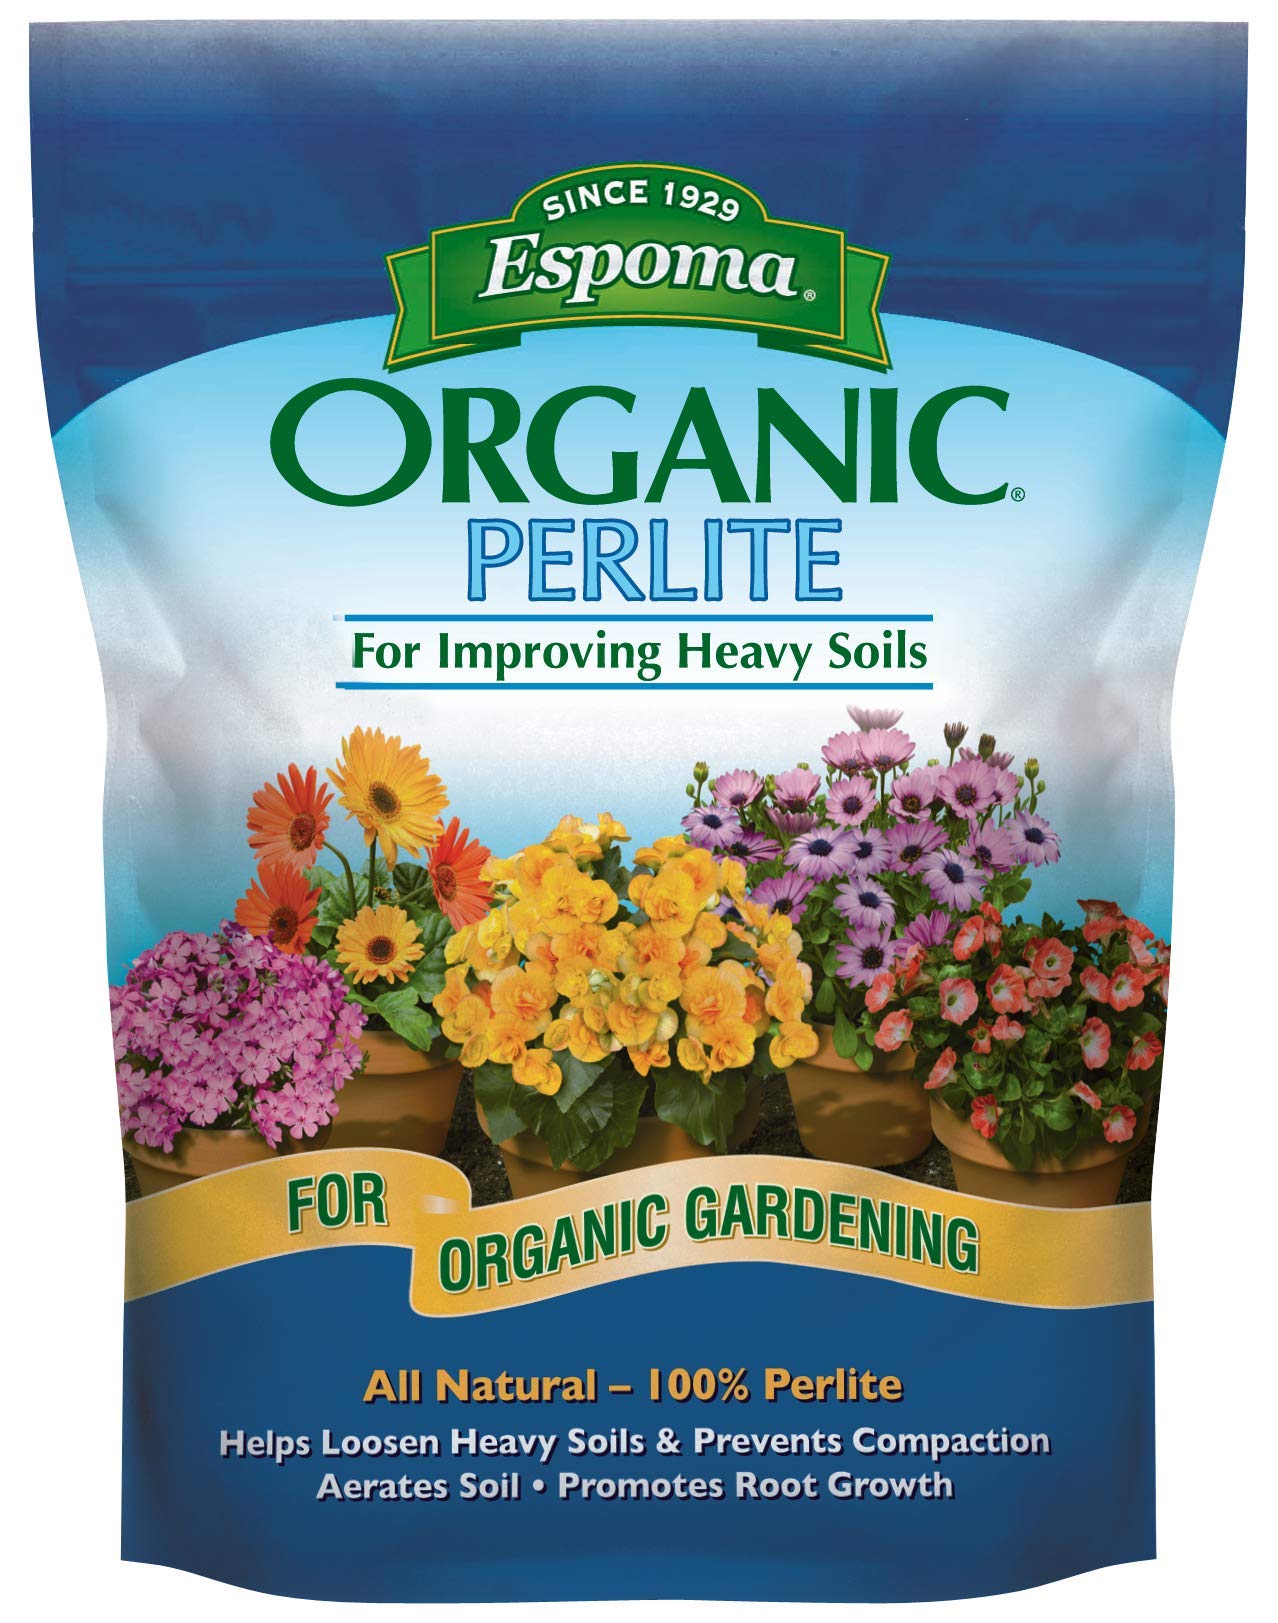 SINCE 1929
Espoma®
ORGANIC®
PERLITE
For Improving Heavy Soils
FOR ORGANIC GARDENING
All Natural – 100% Perlite
Helps Loosen Heavy Soils & Prevents Compaction
Aerates Soil • Promotes Root Growth